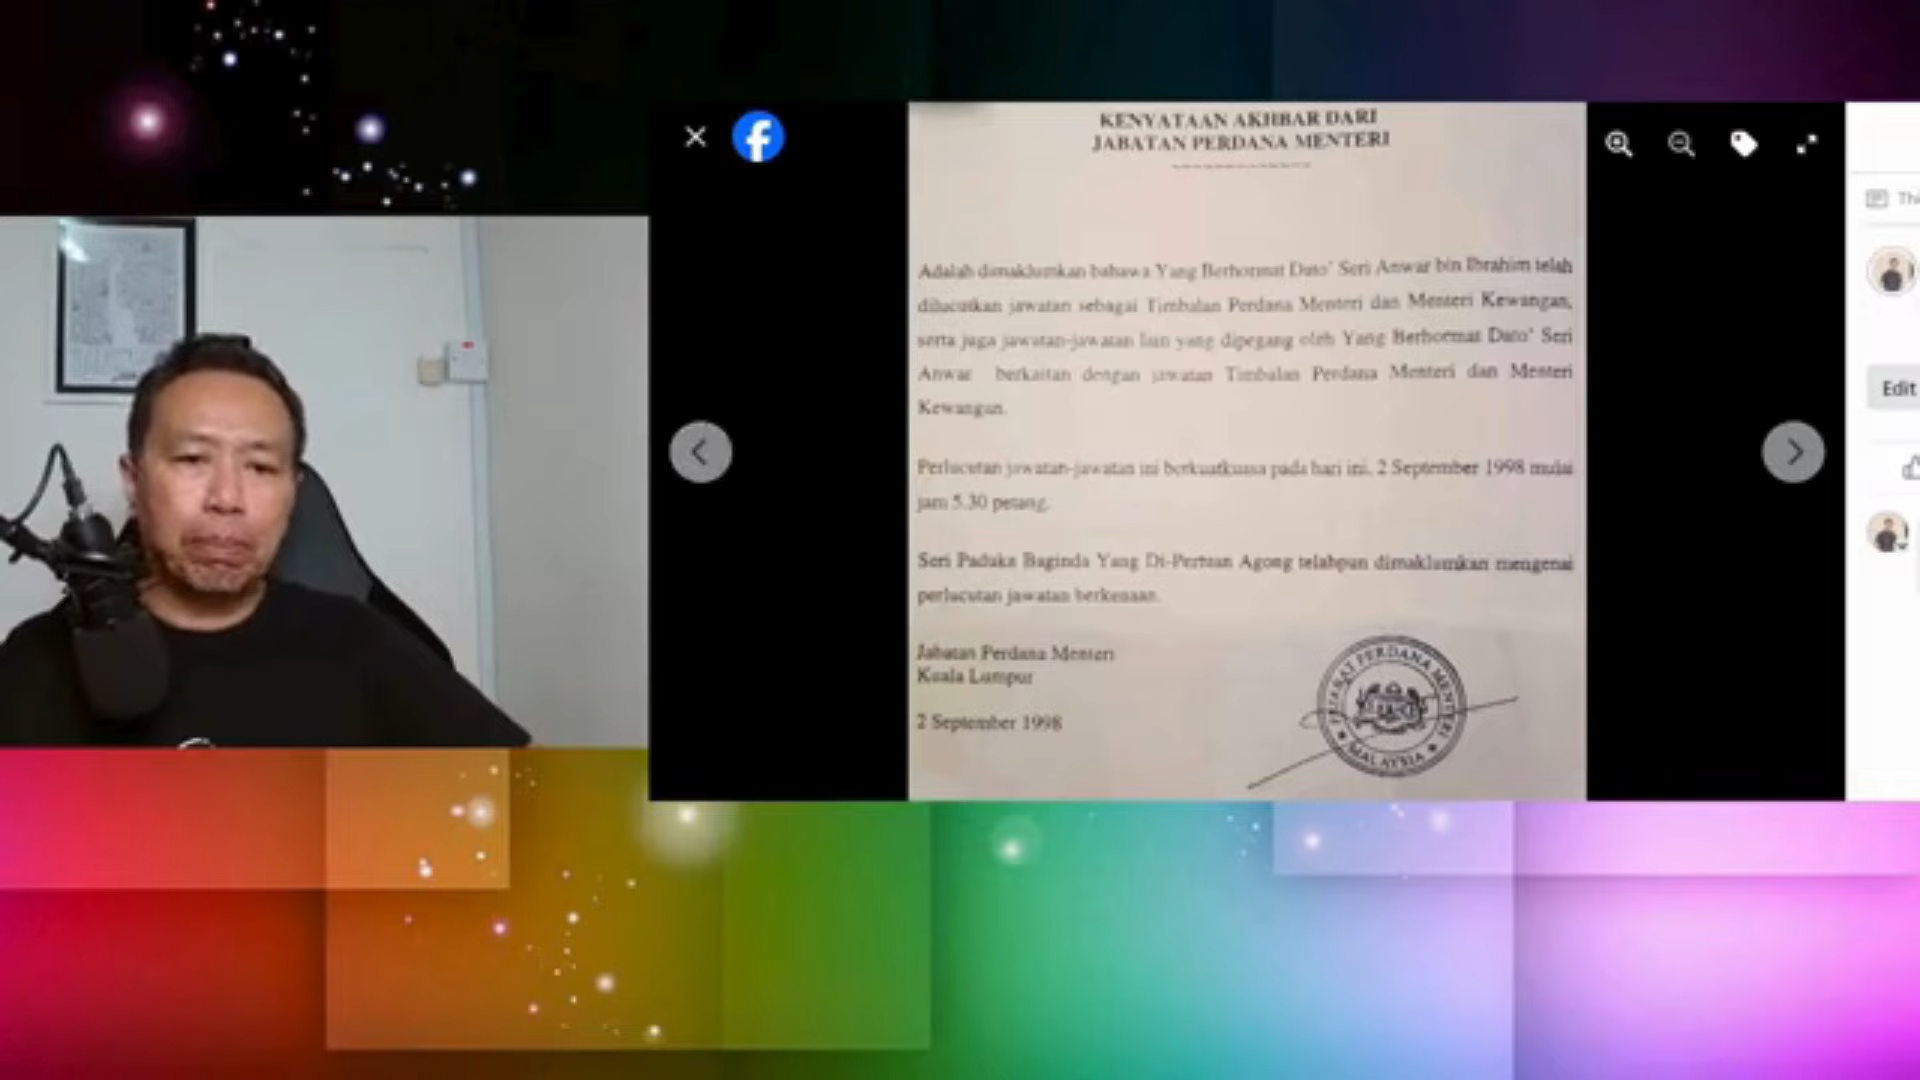 KENYATAAN AKHBAR DARI
JABATAN PERDANA MENTERI
Adalah dimaklumkan bahawa Yang Berhormat Dato' Seri Anwar bin Ibrahim telah
dilucutkan jawatan sebagai Timbalan Perdana Menteri dan Menteri Kewangan,
serta juga jawatan-jawatan lain yang dipegang oleh Yang Berhormat Dato' Seri
Anwar berkaitan dengan jawatan Timbalan Perdana Menteri dan Menteri
Kewangan.
Perlucutan jawatan-jawatan ini berkuatkuasa pada hari ini, 2 September 1998 mulai
jam 5.30 petang.
Seri Paduka Baginda Yang Di-Pertuan Agong telahpun dimaklumkan mengenai
perlucutan jawatan berkenaan.
Jabatan Perdana Menteri
Kuala Lumpur
2 September 1998
JABATAN PERDANA MENTERI
MALAYSIA
Edit